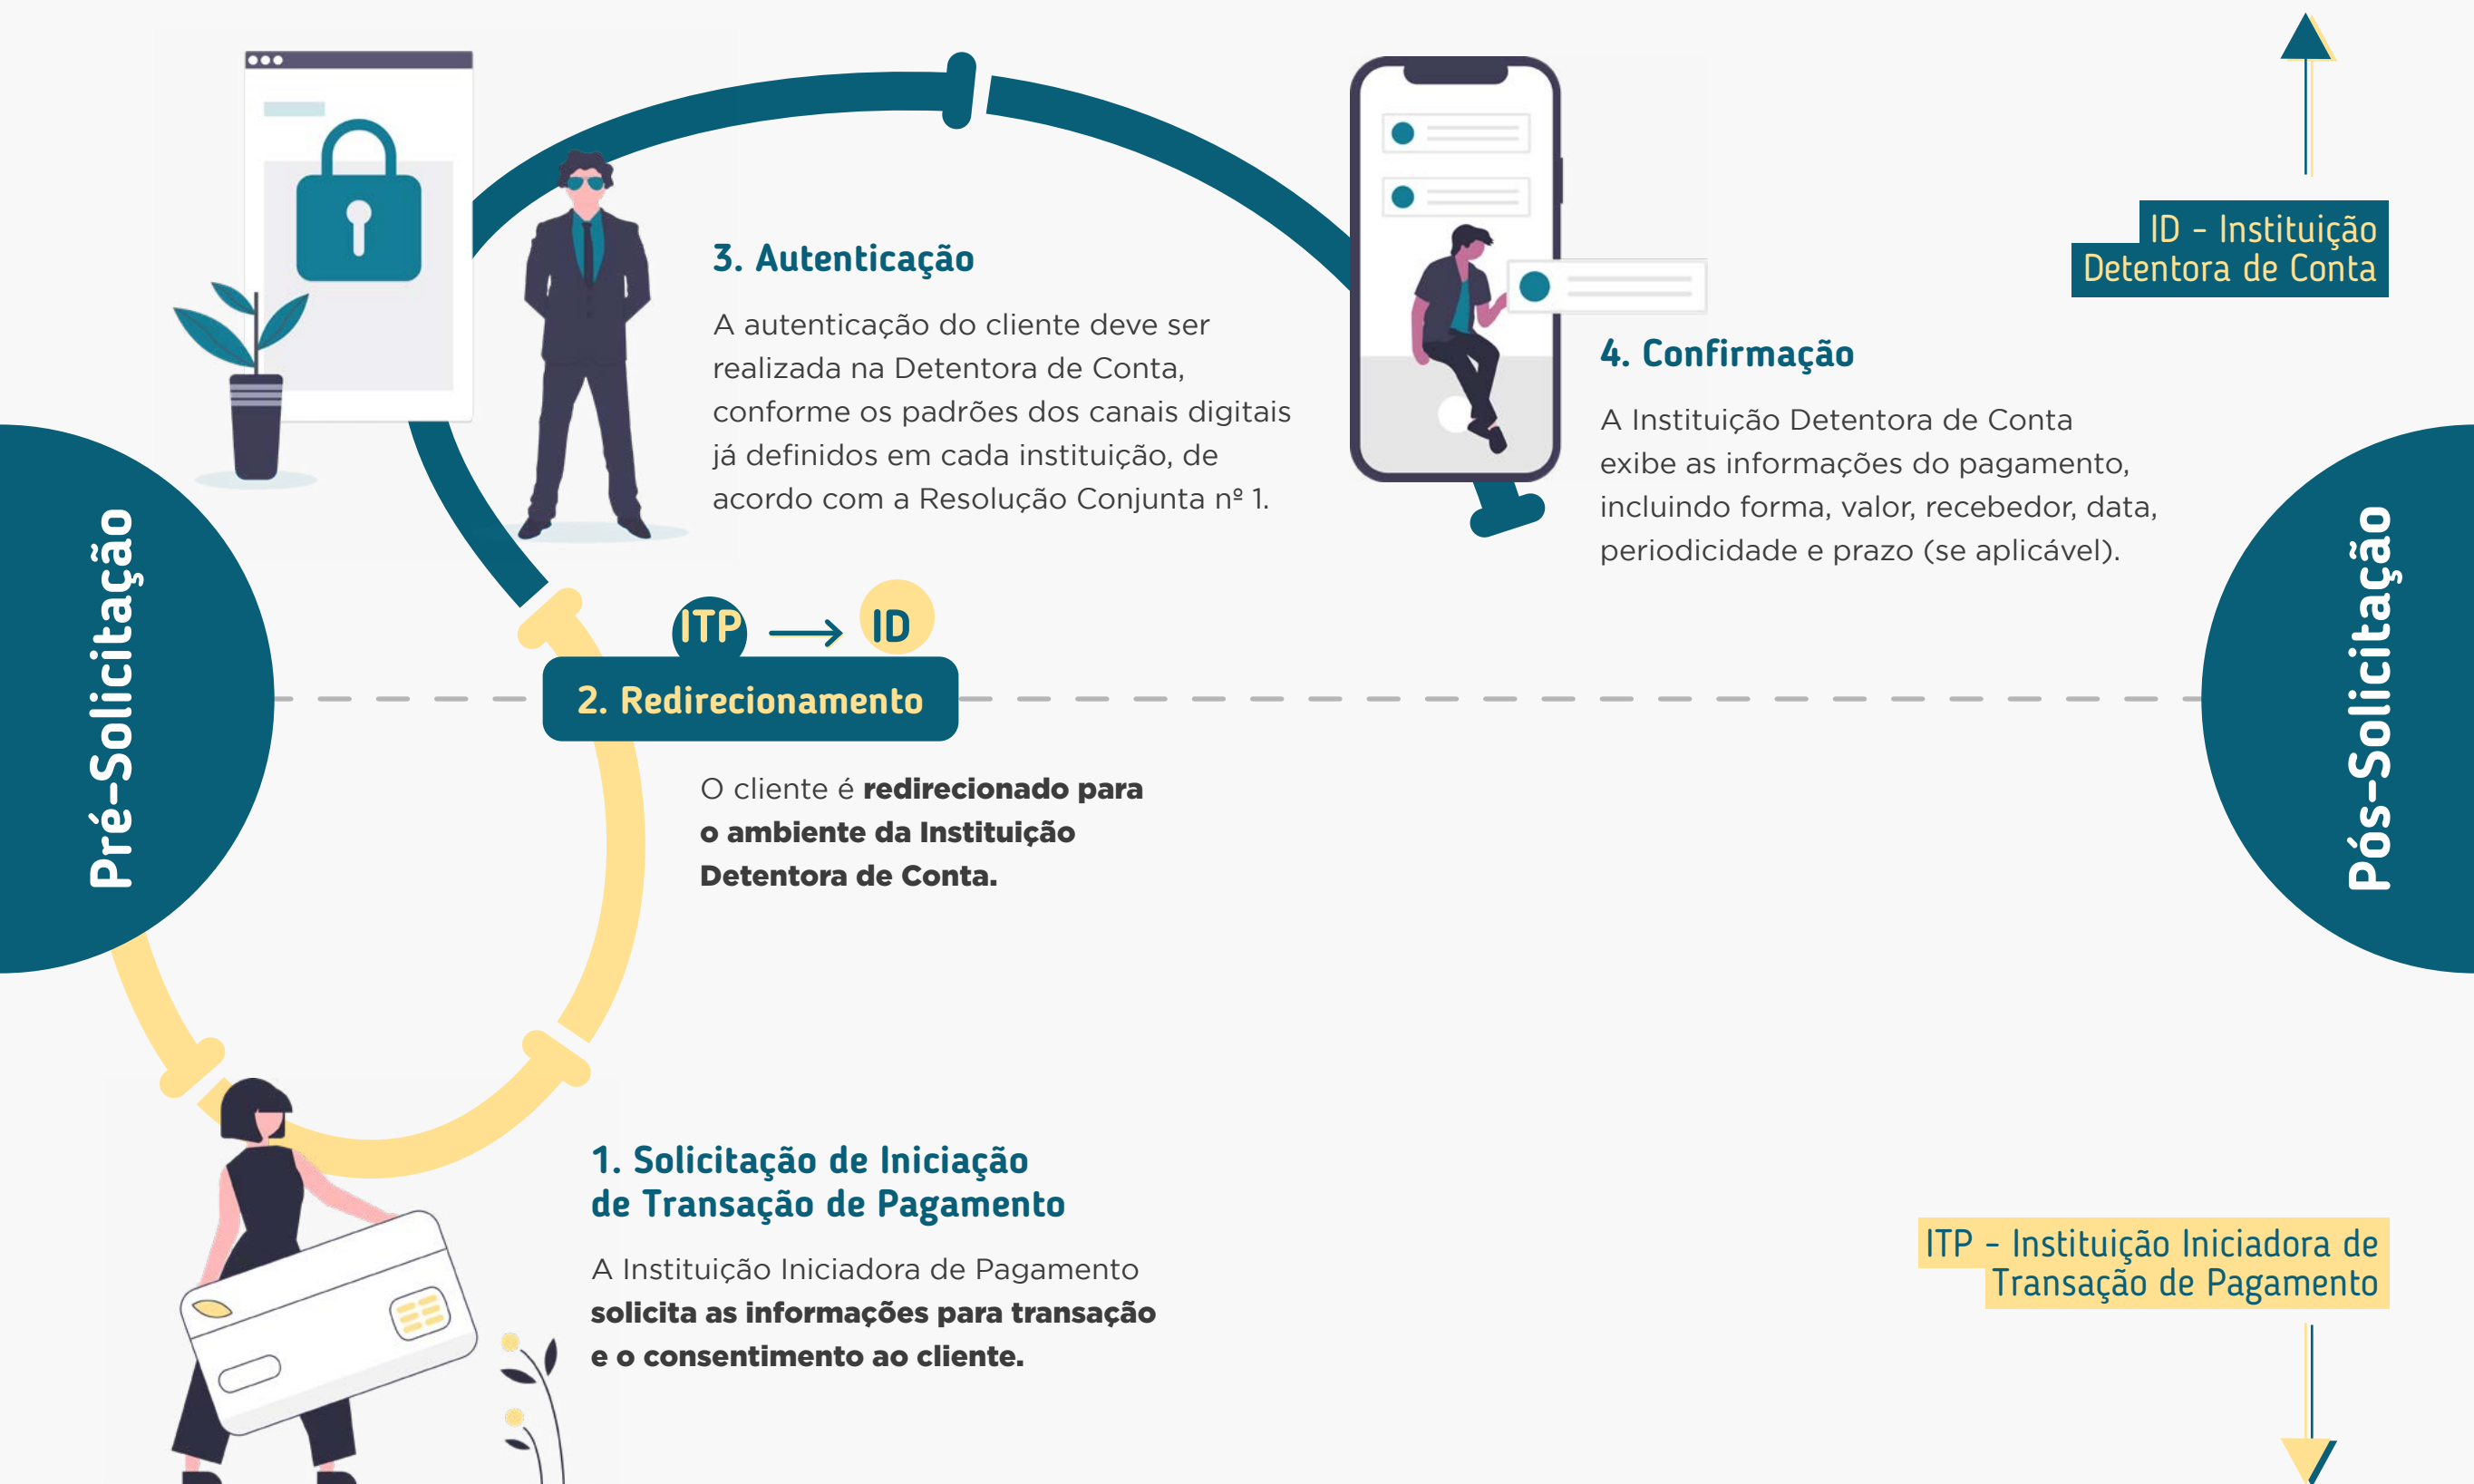 Pré-Solicitação
3. Autenticação
A autenticação do cliente deve ser
realizada na Detentora de Conta,
conforme os padrões dos canais digitais
já definidos em cada instituição, de
acordo com a Resolução Conjunta nº 1.
4. Confirmação
A Instituição Detentora de Conta
exibe as informações do pagamento,
incluindo forma, valor, recebedor, data,
periodicidade e prazo (se aplicável).
ID - Instituição
Detentora de Conta
ITP
ID
2. Redirecionamento
O cliente é redirecionado para
o ambiente da Instituição
Detentora de Conta.
1. Solicitação de Iniciação
de Transação de Pagamento
A Instituição Iniciadora de Pagamento
solicita as informações para transação
e o consentimento ao cliente.
ITP - Instituição Iniciadora de
Transação de Pagamento
Pós-Solicitação